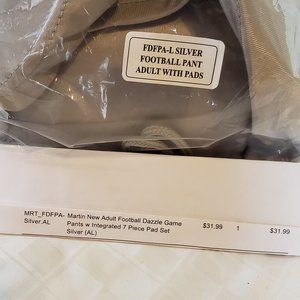 FDFPA-L SILVER
FOOTBALL PANT
ADULT WITH PADS
MRT_FDFPA- Martin New Adult Football Dazzle Game $31.99 1 $31.99
Silver.AL Pants w Integrated 7 Piece Pad Set
Silver (AL)